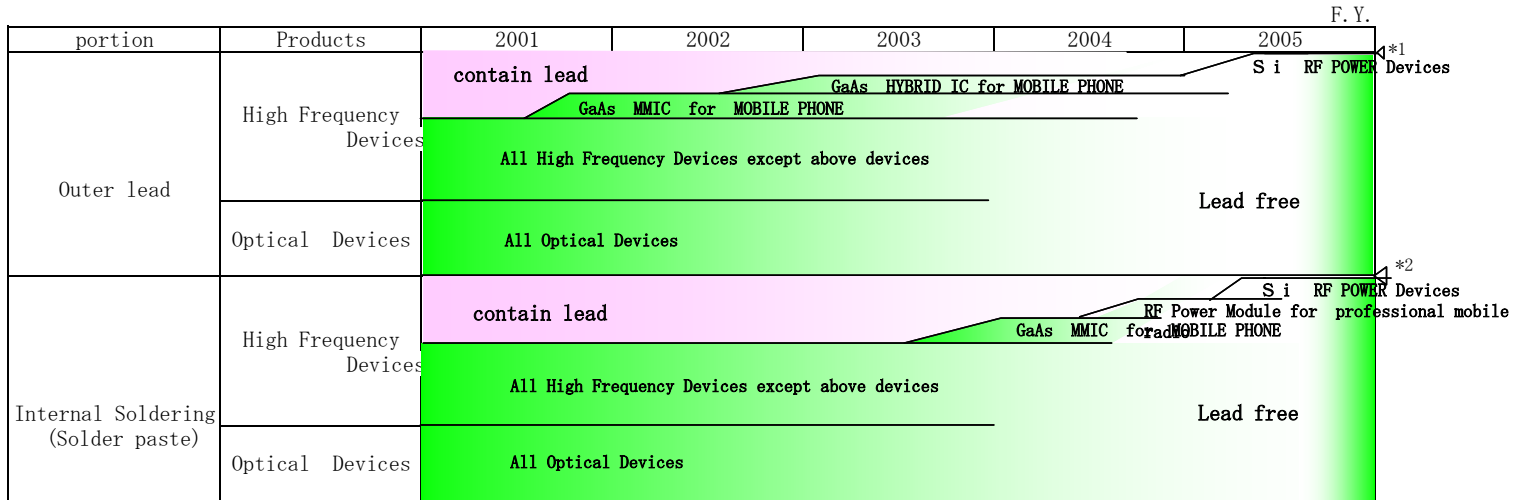 F.Y.
portion Products 2001 2002 2003 2004 2005
*1
contain lead
Ｓｉ RF POWER Devices
GaAs HYBRID IC for MOBILE PHONE
GaAs MMIC for MOBILE PHONE
High Frequency
Devices
All High Frequency Devices except above devices
Outer lead
Lead free
Optical Devices
All Optical Devices
*2
contain lead
Ｓｉ RF POWER Devices
RF Power Module for professional mobile
radio
GaAs MMIC for MOBILE PHONE
High Frequency
Devices
All High Frequency Devices except above devices
Internal Soldering
(Solder paste)
Lead free
Optical Devices
All Optical Devices